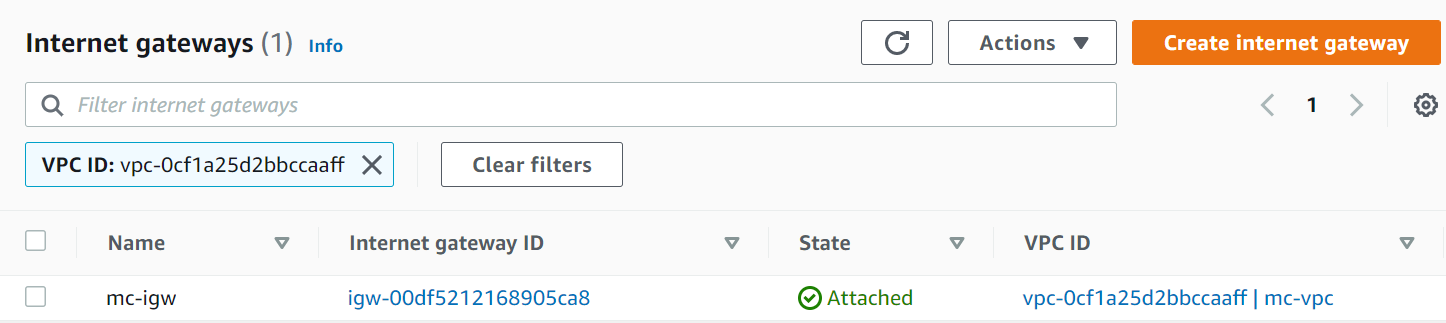 Internet gateways (1) Info Actions Create internet gateway
Filter internet gateways 1
VPC ID: vpc-0cf1a25d2bbccaaff Clear filters
Name Internet gateway ID State VPC ID
mc-igw igw-00df5212168905ca8 Attached vpc-0cf1a25d2bbccaaff | mc-vpc